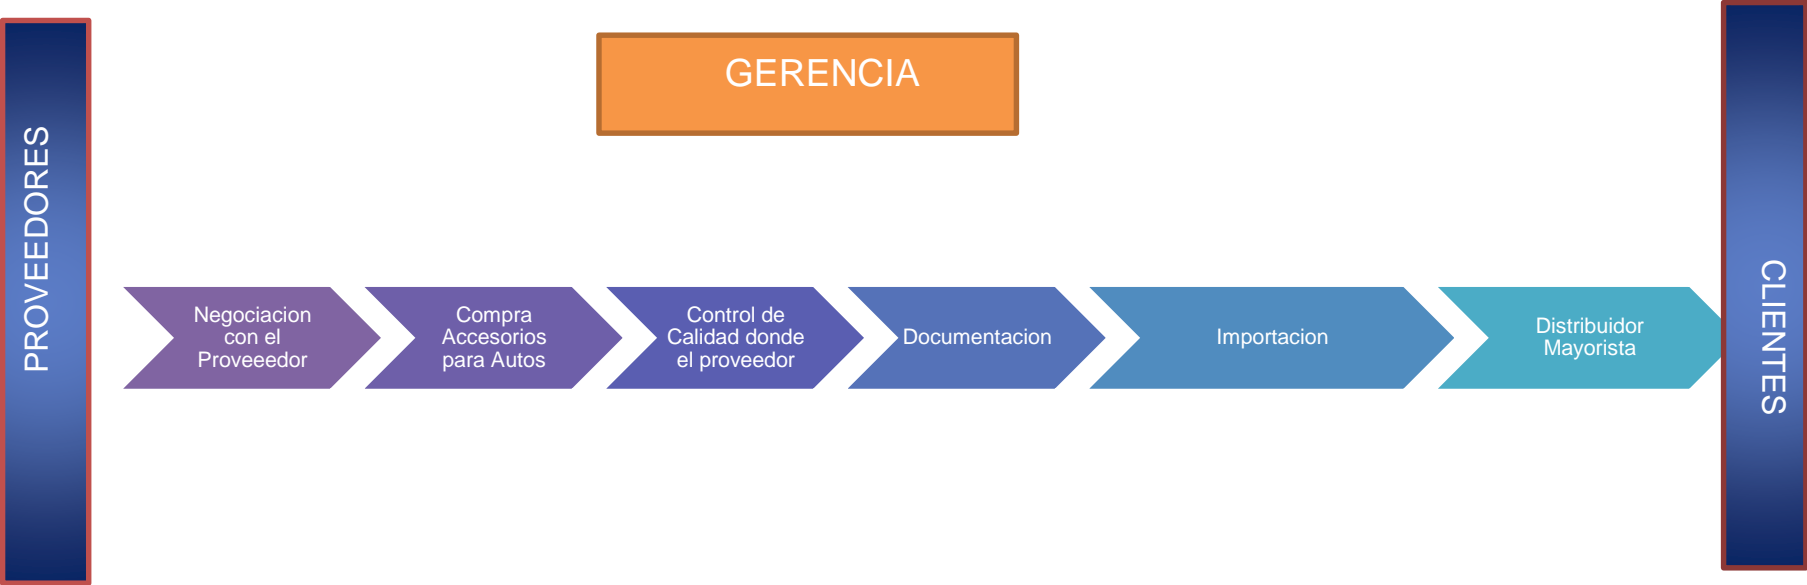 PROVEEDORES
GERENCIA
Negociacion
con el
Proveeedor
Compra
Accesorios
para Autos
Control de
Calidad donde
el proveedor
Documentacion
Importacion
Distribuidor
Mayorista
CLIENTES